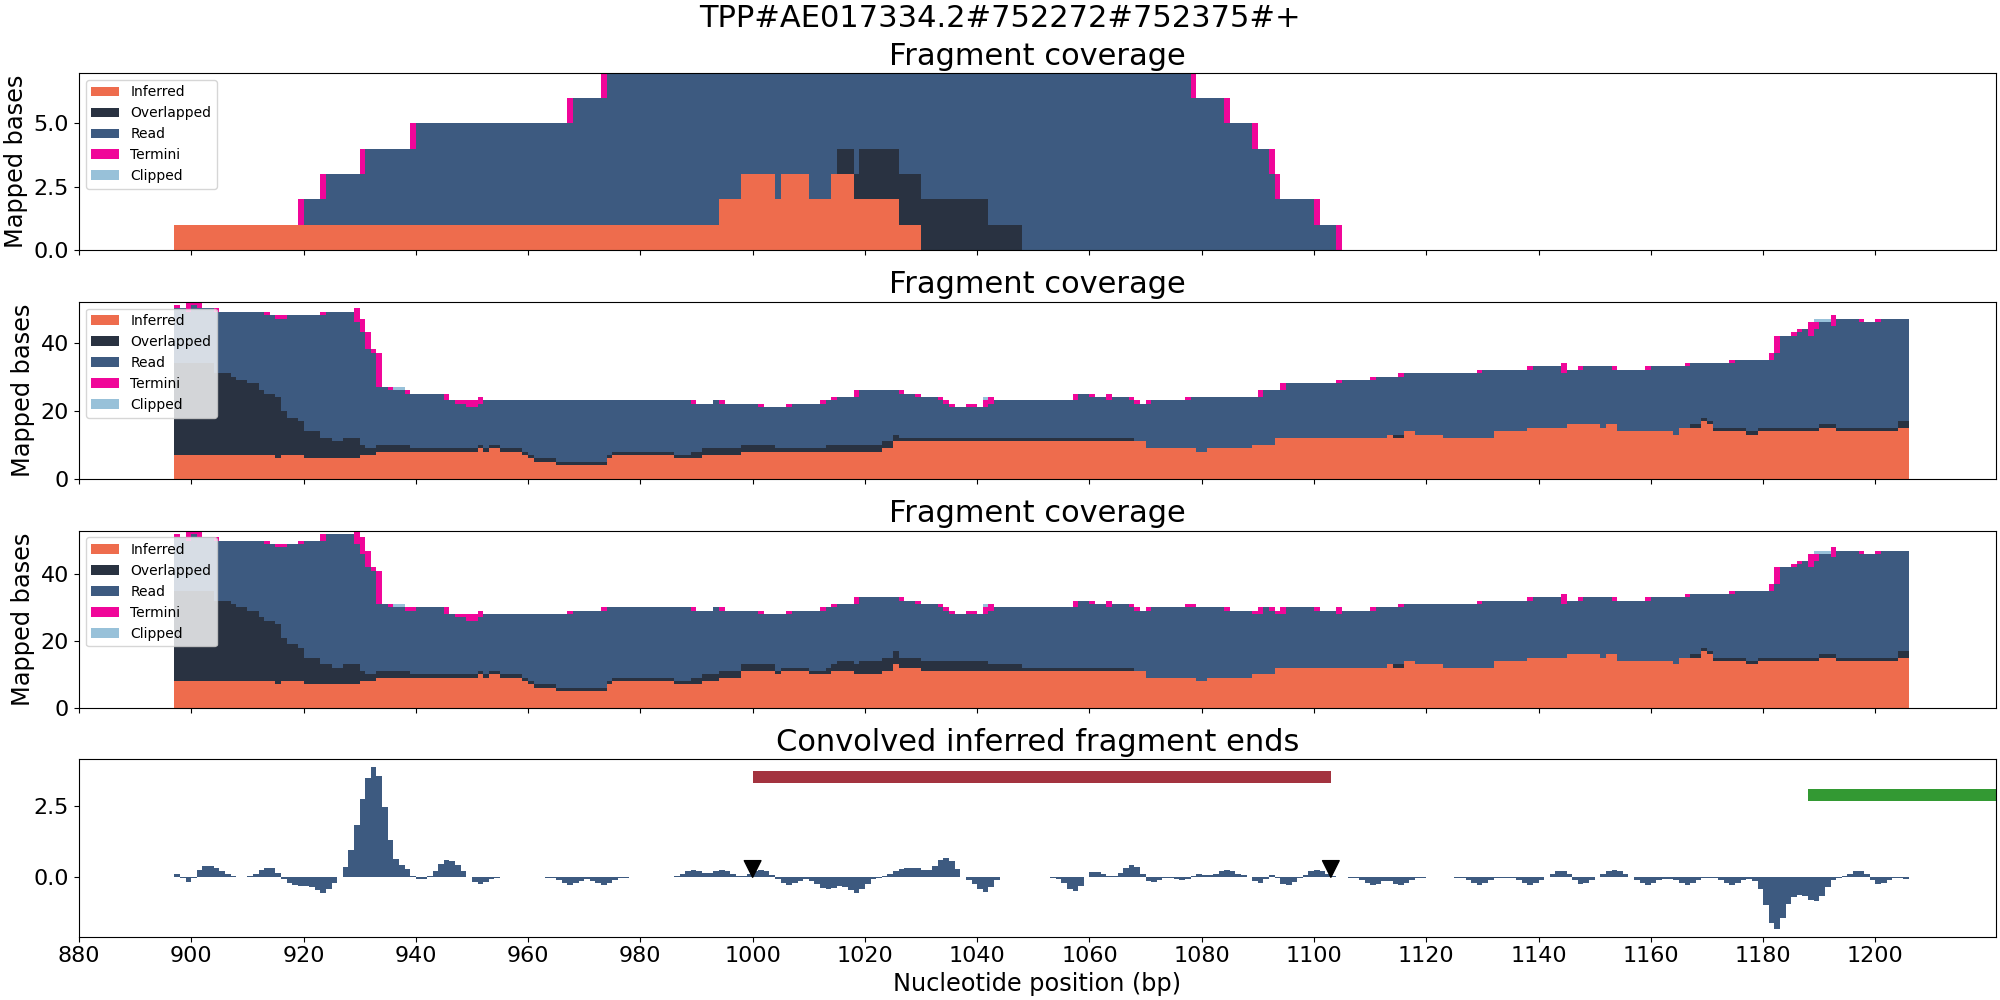 TPP#AE017334.2#752272#752375#+
Fragment coverage
Mapped bases
5.0
2.5
0.0
Inferred
Overlapped
Read
Termini
Clipped
Fragment coverage
Mapped bases
40
20
0
Inferred
Overlapped
Read
Termini
Clipped
Fragment coverage
Mapped bases
40
20
0
Inferred
Overlapped
Read
Termini
Clipped
Convolved inferred fragment ends
2.5
0.0
880 900 920 940 960 980 1000 1020 1040 1060 1080 1100 1120 1140 1160 1180 1200
Nucleotide position (bp)